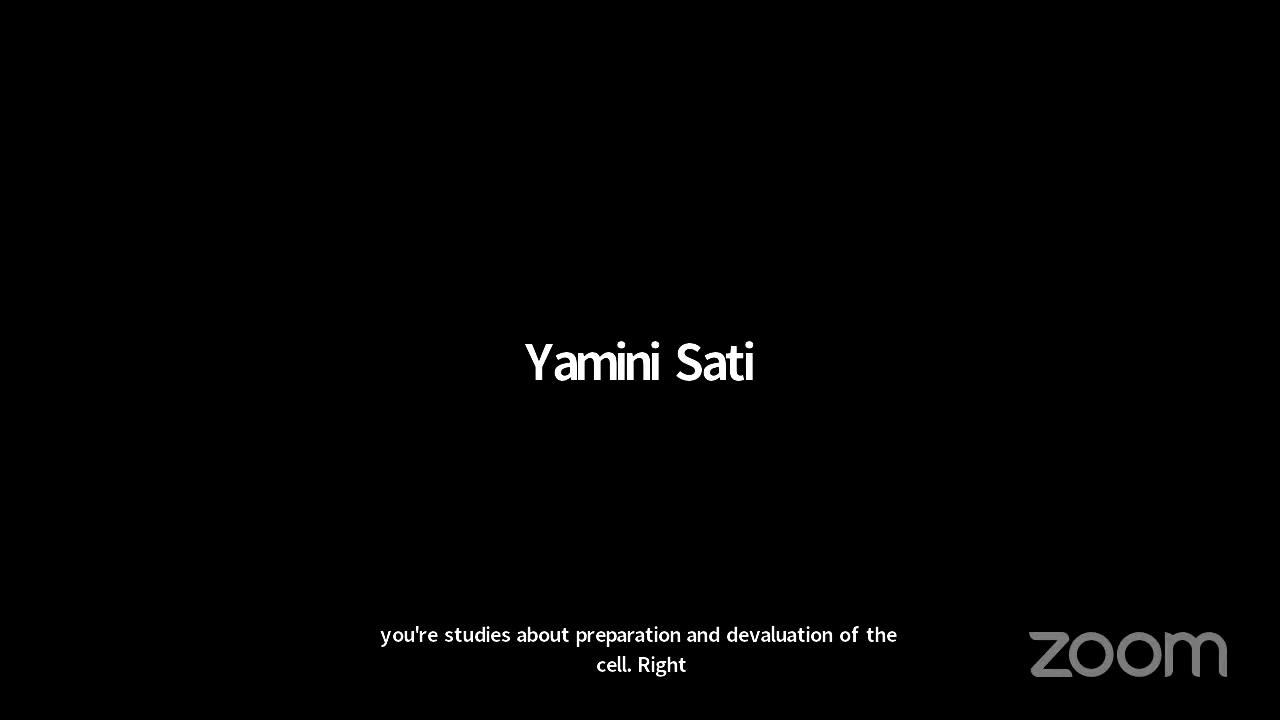 Yamini Sati
you're studies about preparation and devaluation of the
cell. Right
zoom